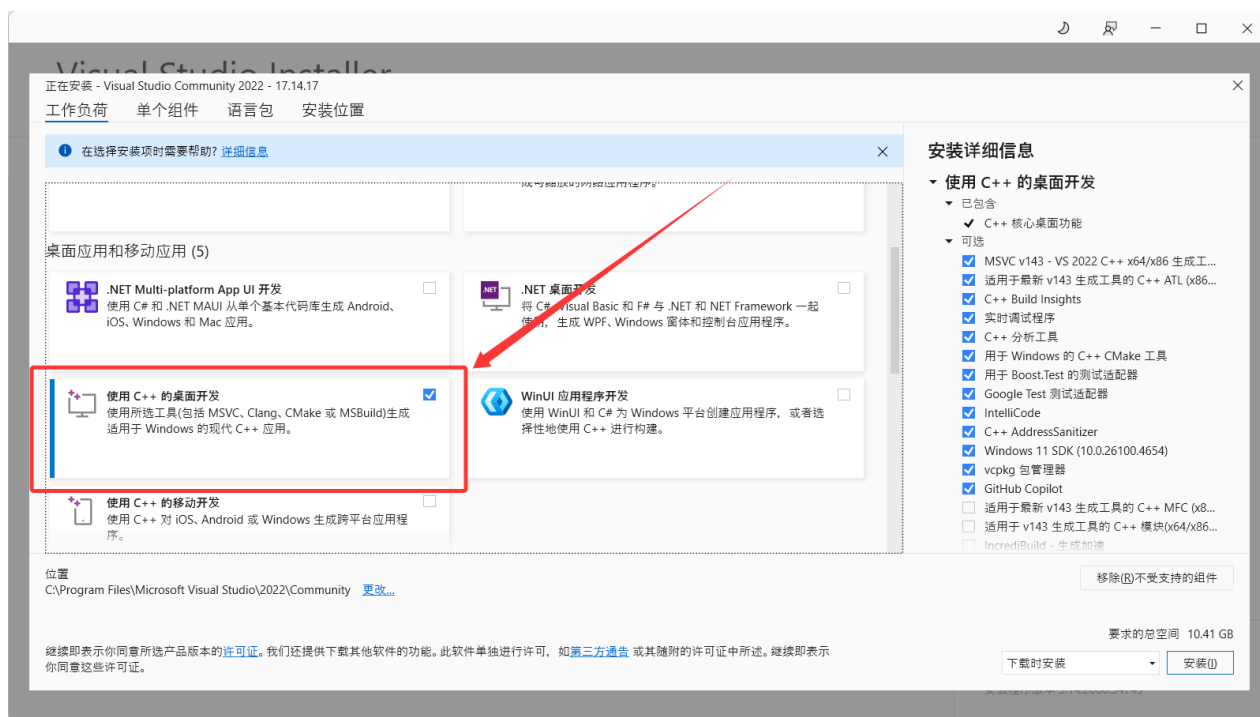 Visual Studio Installer
正在安装 - Visual Studio Community 2022 - 17.14.17
工作负荷 单个组件 语言包 安装位置
在选择安装项时需要帮助? 详细信息
桌面应用和移动应用 (5)
.NET Multi-platform App UI 开发
使用 C# 和 .NET MAUI 从单个基本代码库生成 Android、
iOS、Windows 和 Mac 应用。
NET
.NET 桌面开发
将 C#、Visual Basic 和 F# 与 .NET 和 NET Framework 一起
使用，生成 WPF、Windows 窗体和控制台应用程序。
使用 C++ 的桌面开发
使用所选工具(包括 MSVC、Clang、CMake 或 MSBuild)生成
适用于 Windows 的现代 C++ 应用。
WinUI 应用程序开发
使用 WinUI 和 C# 为 Windows 平台创建应用程序，或者选
择性地使用 C++ 进行构建。
使用 C++ 的移动开发
使用 C++ 对 iOS、Android 或 Windows 生成跨平台应用程
序。
安装详细信息
使用 C++ 的桌面开发
已包含
C++ 核心桌面功能
可选
MSVC v143 - VS 2022 C++ x64/x86 生成工...
适用于最新 v143 生成工具的 C++ ATL (x86...
C++ Build Insights
实时调试程序
C++ 分析工具
用于 Windows 的 C++ CMake 工具
用于 Boost.Test 的测试适配器
Google Test 测试适配器
IntelliCode
C++ AddressSanitizer
Windows 11 SDK (10.0.26100.4654)
vcpkg 包管理器
GitHub Copilot
适用于最新 v143 生成工具的 C++ MFC (x8...
适用于 v143 生成工具的 C++ 模块(x64/x86...
IncrediBuild - 生成加速
位置
C:\Program Files\Microsoft Visual Studio\2022\Community 更改...
移除(R)不受支持的组件
要求的总空间 10.41 GB
继续即表示你同意所选产品版本的许可证。我们还提供下载其他软件的功能。此软件单独进行许可，如第三方通告 或其随附的许可证中所述。继续即表示
你同意这些许可证。
下载时安装
安装(I)